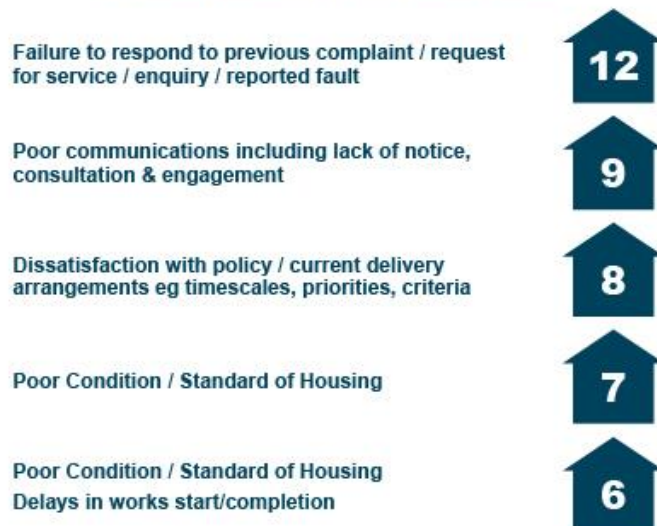 Failure to respond to previous complaint / request
for service / enquiry / reported fault
12
Poor communications including lack of notice,
consultation & engagement
9
Dissatisfaction with policy / current delivery
arrangements eg timescales, priorities, criteria
8
Poor Condition / Standard of Housing
7
Poor Condition / Standard of Housing
Delays in works start/completion
6